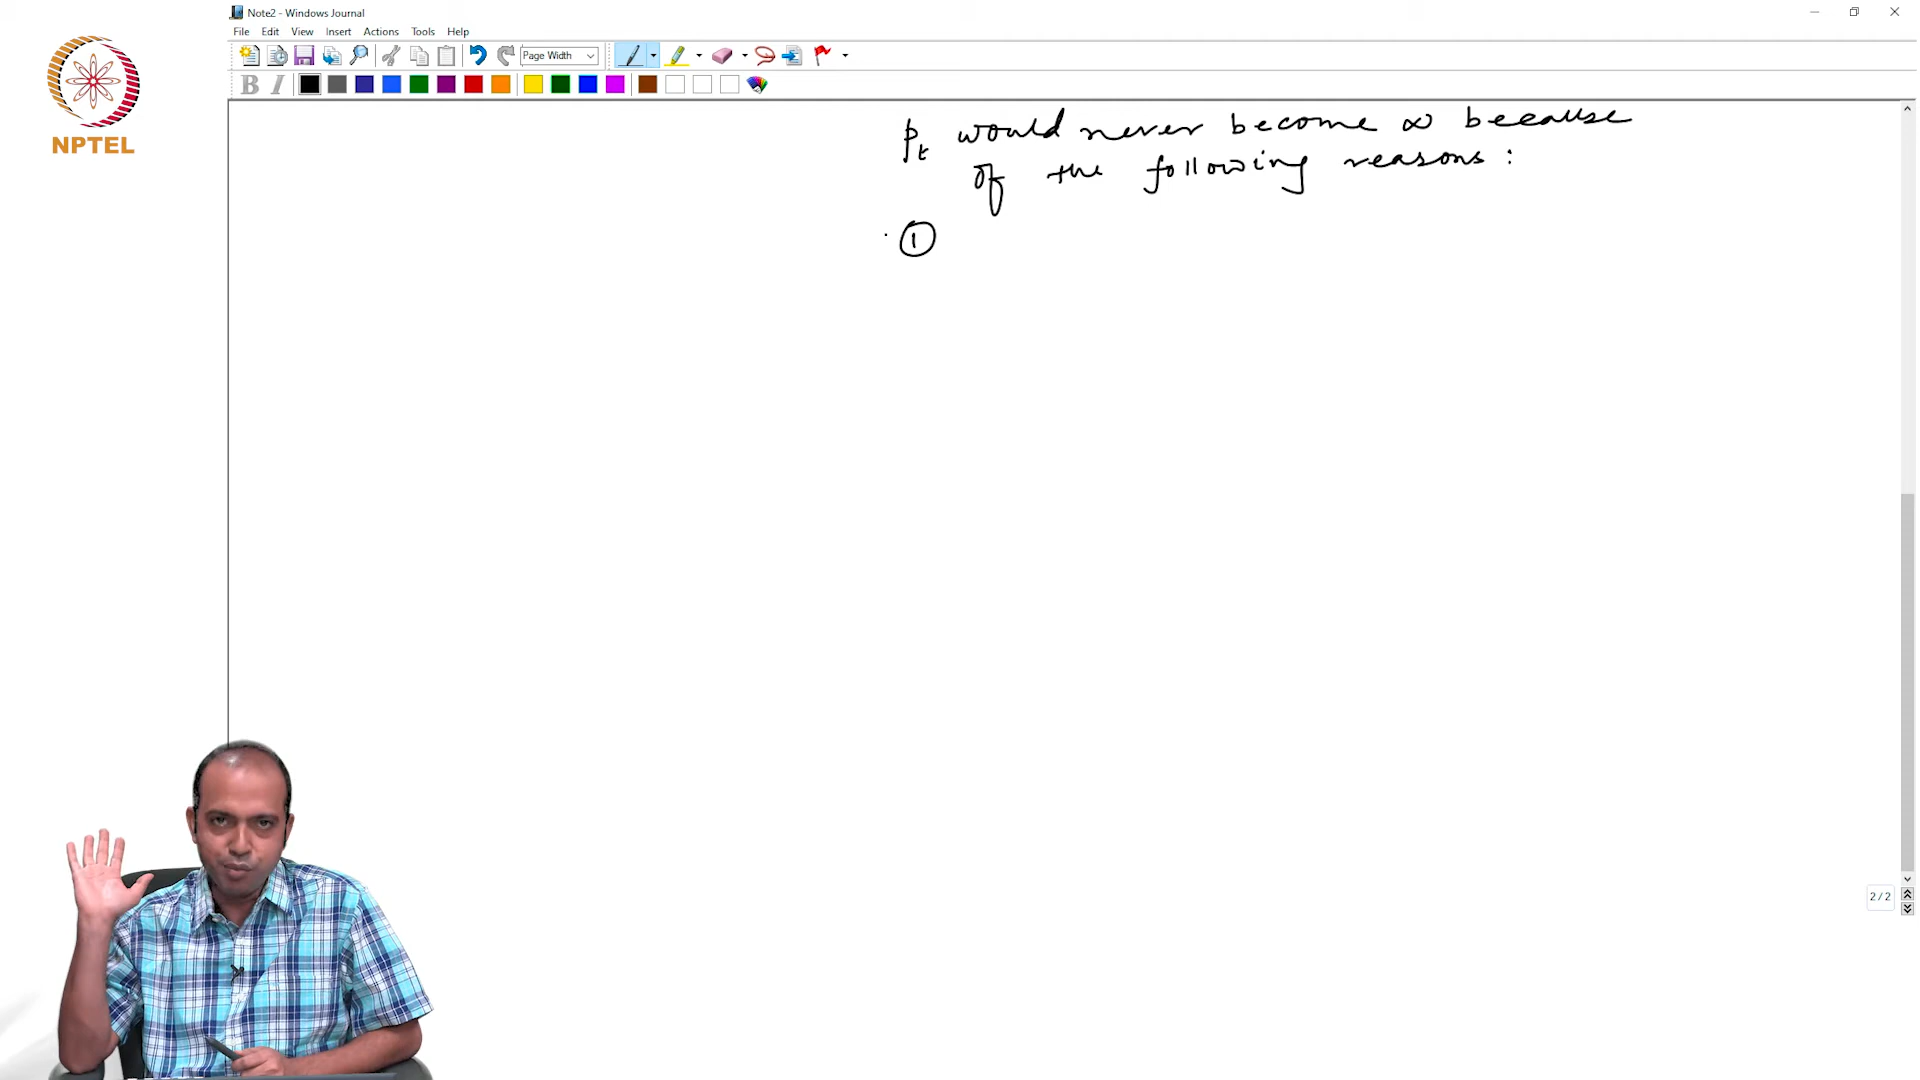 Note2 - Windows Journal
File Edit View Insert Actions Tools Help
Page Width
B I
NPTEL
pt would never become ∞ because
of the following reasons :
①
2 / 2